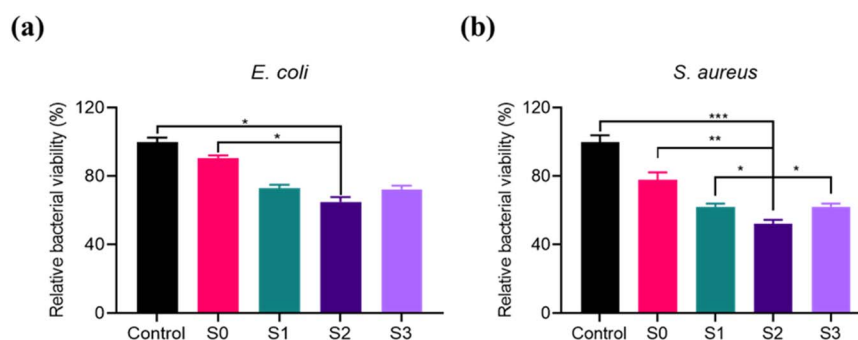 (a)
E. coli
Relative bacterial viability (%)
120
80
40
0
*
*
Control S0 S1 S2 S3
(b)
S. aureus
Relative bacterial viability (%)
120
80
40
0
***
**
* *
Control S0 S1 S2 S3